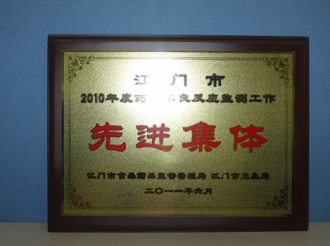 江门市
2010年度药品不良反应监测工作
先进集体
江门市食品药品监督管理局 江门市卫生局
二〇一一年六月